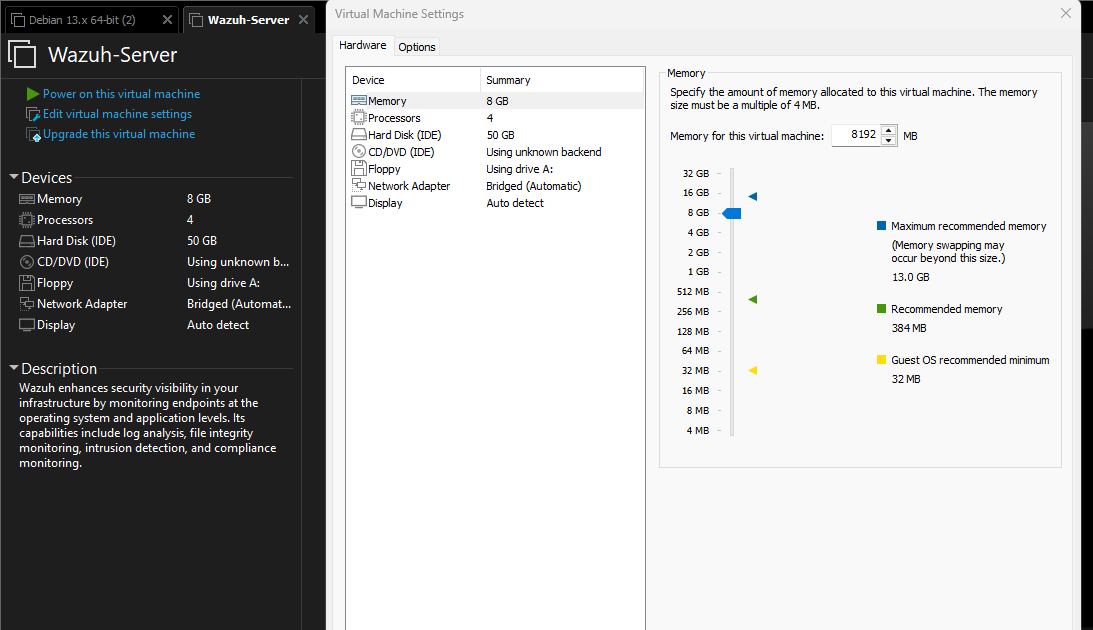 Debian 13.x 64-bit (2)
Wazuh-Server
Wazuh-Server
Power on this virtual machine
Edit virtual machine settings
Upgrade this virtual machine
Devices
Memory 8 GB
Processors 4
Hard Disk (IDE) 50 GB
CD/DVD (IDE) Using unknown b...
Floppy Using drive A:
Network Adapter Bridged (Automat...
Display Auto detect
Description
Wazuh enhances security visibility in your
infrastructure by monitoring endpoints at the
operating system and application levels. Its
capabilities include log analysis, file integrity
monitoring, intrusion detection, and compliance
monitoring.
Virtual Machine Settings
Hardware Options
Device Summary
Memory 8 GB
Processors 4
Hard Disk (IDE) 50 GB
CD/DVD (IDE) Using unknown backend
Floppy Using drive A:
Network Adapter Bridged (Automatic)
Display Auto detect
Memory
Specify the amount of memory allocated to this virtual machine. The memory
size must be a multiple of 4 MB.
Memory for this virtual machine: 8192 MB
32 GB
16 GB
8 GB
4 GB
2 GB
1 GB
512 MB
256 MB
128 MB
64 MB
32 MB
16 MB
8 MB
4 MB
Maximum recommended memory
(Memory swapping may
occur beyond this size.)
13.0 GB
Recommended memory
384 MB
Guest OS recommended minimum
32 MB